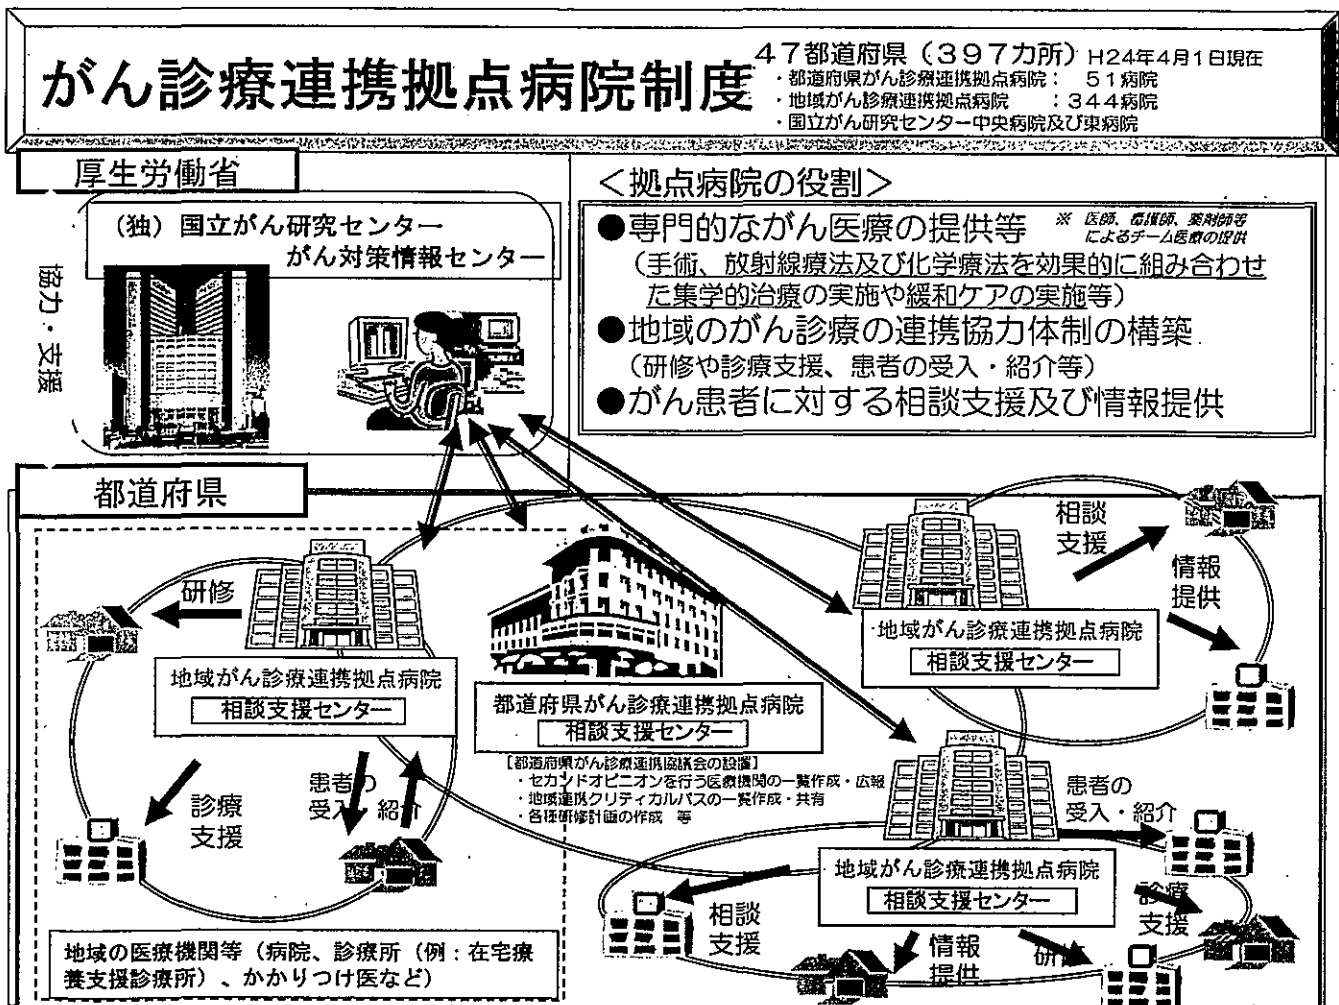 がん診療連携拠点病院制度
47都道府県(397カ所)H24年4月1日現在
・都道府県がん診療連携拠点病院: 51病院
・地域がん診療連携拠点病院 :344病院
・国立がん研究センター中央病院及び東病院
厚生労働省
(独)国立がん研究センター
がん対策情報センター
協力・支援
<拠点病院の役割>
●専門的ながん医療の提供等
※ 医師、看護師、薬剤師等
によるチーム医療の提供
(手術、放射線療法及び化学療法を効果的に組み合わせ
た集学的治療の実施や緩和ケアの実施等)
●地域のがん診療の連携協力体制の構築
(研修や診療支援、患者の受入・紹介等)
●がん患者に対する相談支援及び情報提供
都道府県
研修
地域がん診療連携拠点病院
相談支援センター
診療
支援
患者の
受入・紹介
都道府県がん診療連携拠点病院
相談支援センター
[都道府県がん診療連携協議会の設置]
・セカンドオピニオンを行う医療機関の一覧作成・広報
・地域連携クリティカルパスの一覧作成・共有
・各種研修計画の作成 等
相談
支援
情報
提供
地域がん診療連携拠点病院
相談支援センター
患者の
受入・紹介
地域がん診療連携拠点病院
相談支援センター
相談
支援
情報
提供
研修
診療
支援
地域の医療機関等(病院、診療所(例:在宅療
養支援診療所)、かかりつけ医など)